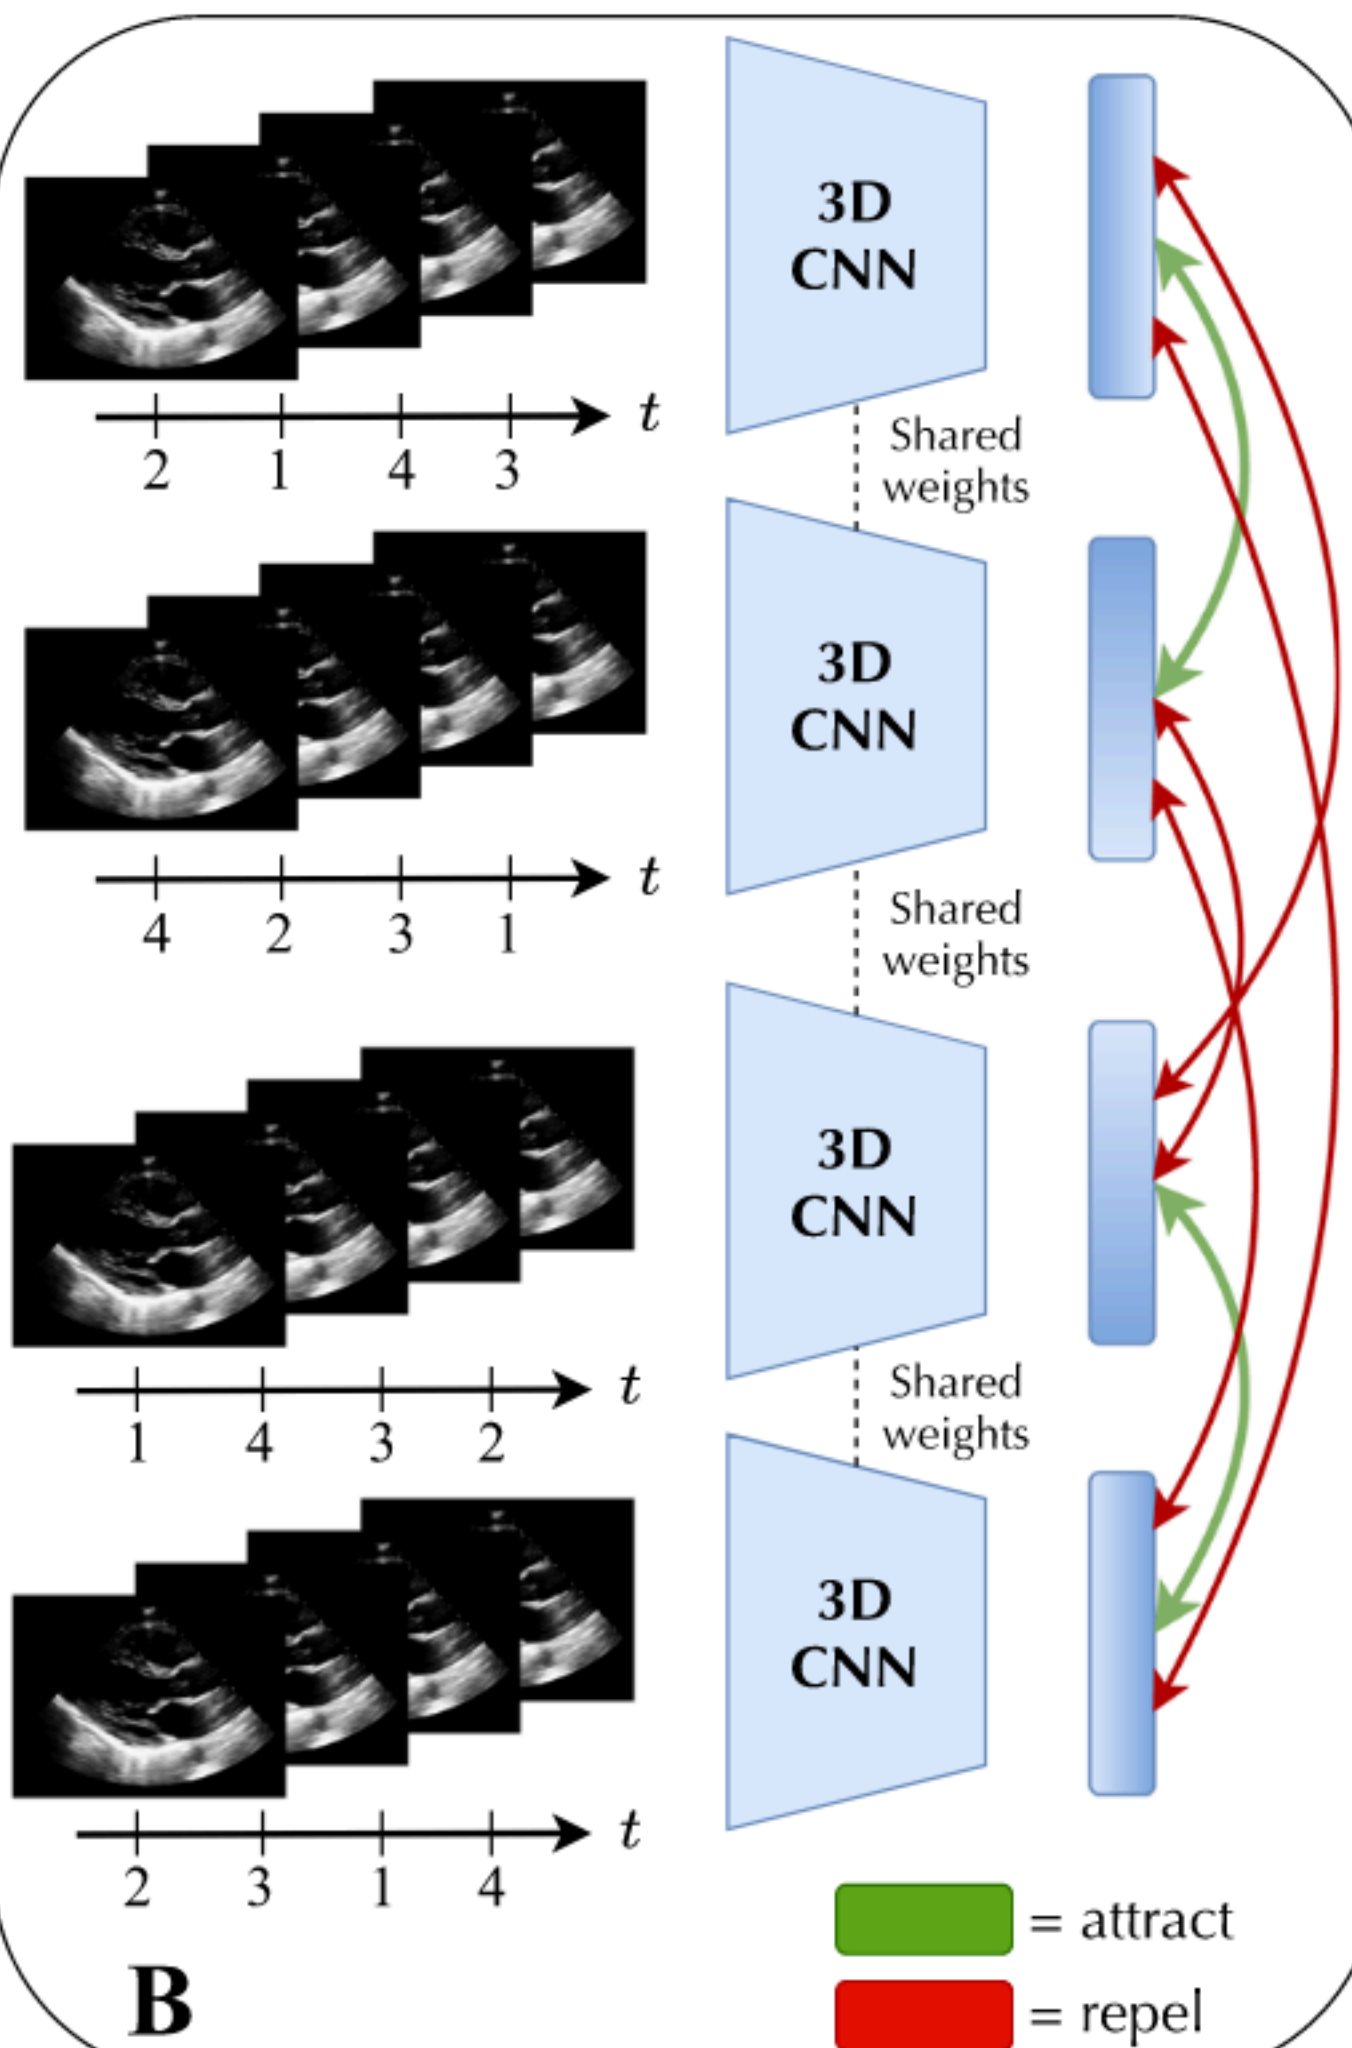 3D
CNN
t
2 1 4 3
Shared
weights
3D
CNN
t
4 2 3 1
Shared
weights
3D
CNN
t
1 4 3 2
Shared
weights
3D
CNN
t
2 3 1 4
= attract
B
= repel